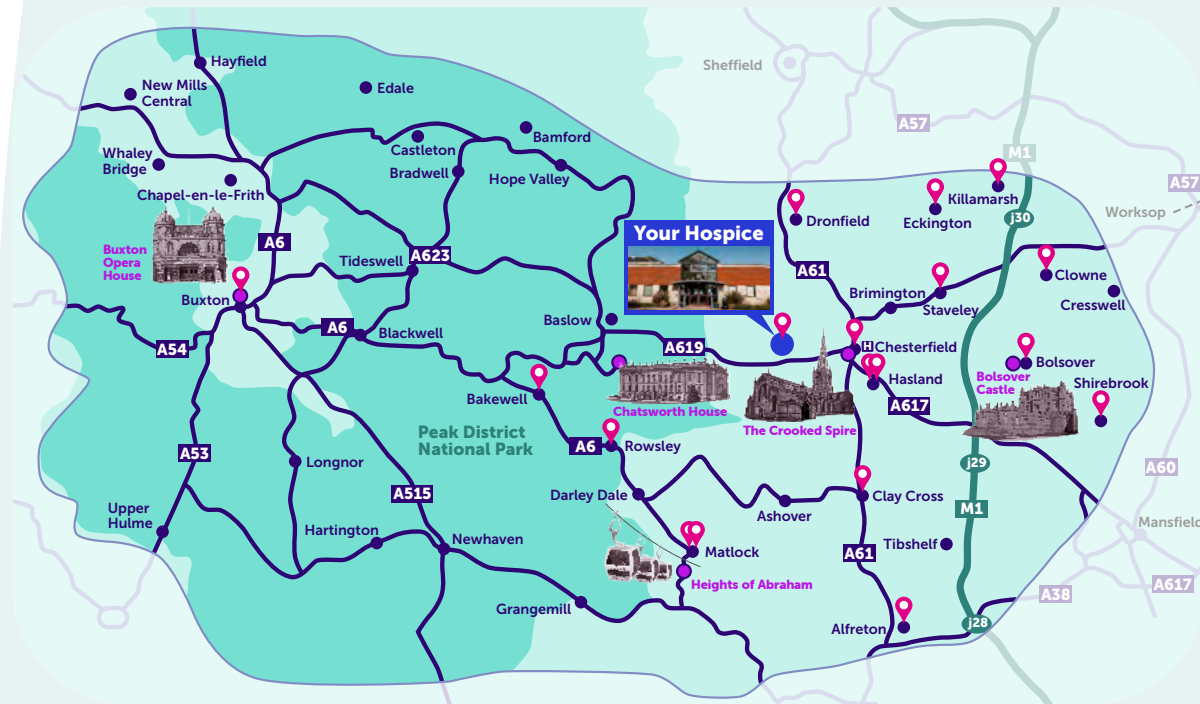 Sheffield
Hayfield
New Mills
Central
Edale
A57
Bamford
Castleton
M1
Whaley
Bridge
Bradwell
Hope Valley
A57
Chapel-en-le-Frith
Killamarsh
Eckington
Worksop
j30
Dronfield
Your Hospice
A6
Buxton
Opera
House
A623
Tideswell
A61
Clowne
Brimington
Staveley
Cresswell
Buxton
A6
Blackwell
Baslow
A54
A619
H
Chesterfield
Bolsover
Hasland
Bolsover
Castle
Shirebrook
Bakewell
Chatsworth House
A617
The Crooked Spire
Peak District
National Park
A6
Rowsley
A53
Longnor
j29
A60
A515
Darley Dale
Clay Cross
Upper
Hulme
Ashover
M1
Mansfield
Hartington
Newhaven
Matlock
A61
Tibshelf
Heights of Abraham
A617
A38
Grangemill
Alfreton
j28